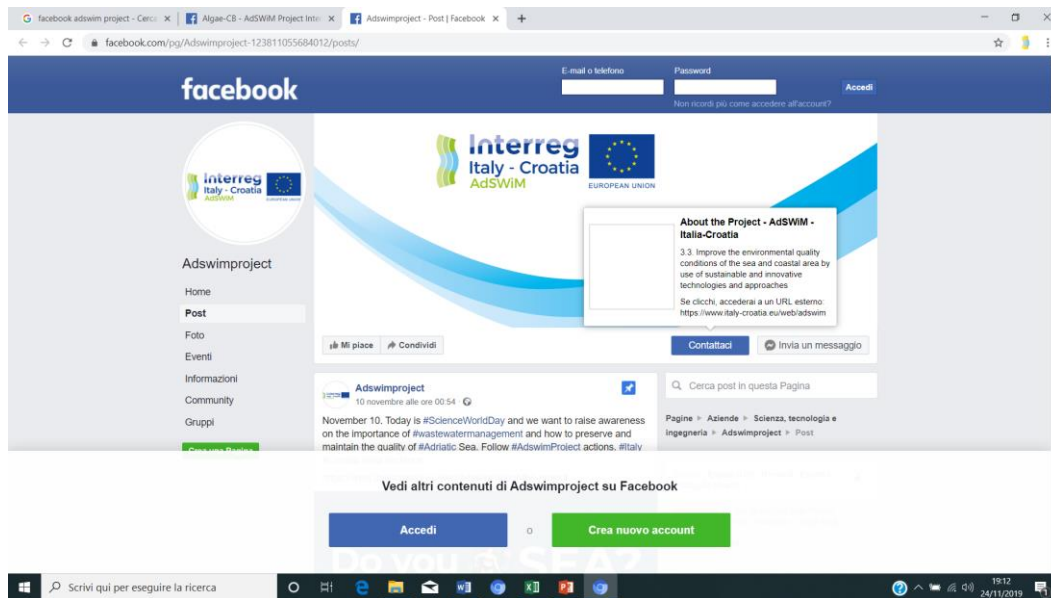 facebook adswim project - Cerc
Algae-CB - AdSWiM Project Inte
Adswimproject - Post | Facebook
facebook.com/pg/Adswimproject-123811055684012/posts/
facebook
E-mail o telefono
Password
Accedi
Non ricordi più come accedere all'account?
Interreg
Italy - Croatia
AdSWiM
EUROPEAN UNION
Interreg
Italy - Croatia
AdSWiM
Adswimproject
Home
Post
Foto
Eventi
Informazioni
Community
Gruppi
About the Project - AdSWiM -
Italia-Croatia
3.3. Improve the environmental quality
conditions of the sea and coastal area by
use of sustainable and innovative
technologies and approaches
Se clicchi, accederai a un URL esterno:
https://www.italy-croatia.eu/web/adswim
Mi piace
Condividi
Contattaci
Invia un messaggio
Adswimproject
10 novembre alle ore 00:54
November 10. Today is #ScienceWorldDay and we want to raise awareness
on the importance of #wastewatermanagement and how to preserve and
maintain the quality of #Adriatic Sea. Follow #AdswimProject actions. #Italy
Cerca post in questa Pagina
Pagine Aziende Scienza, tecnologia e
ingegneria Adswimproject Post
Crea una Pagina
Vedi altri contenuti di Adswimproject su Facebook
Accedi
o
Crea nuovo account
Do you SEA?
Scrivi qui per eseguire la ricerca
19:12
24/11/2019